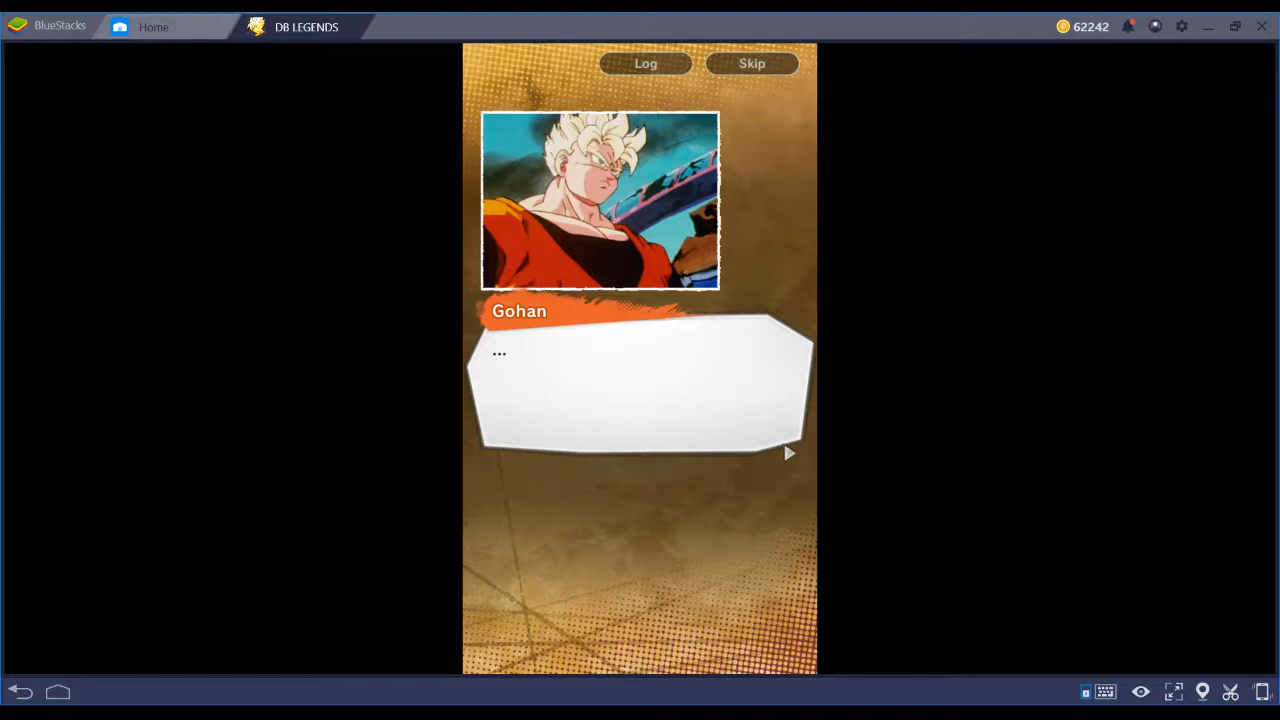 BlueStacks
Home
DB LEGENDS
62242
Log
Skip
Gohan
...